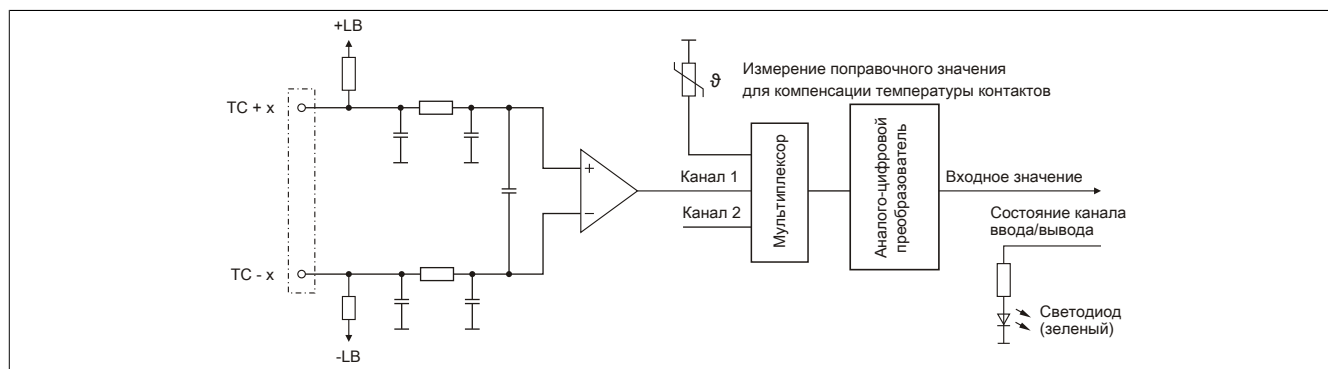 +LB
TC + x
TC - x
-LB
+
−
ϑ
Измерение поправочного значения
для компенсации температуры контактов
Канал 1
Канал 2
Мультиплексор
Аналого-цифровой
преобразователь
Входное значение
Состояние канала
ввода/вывода
Светодиод
(зеленый)